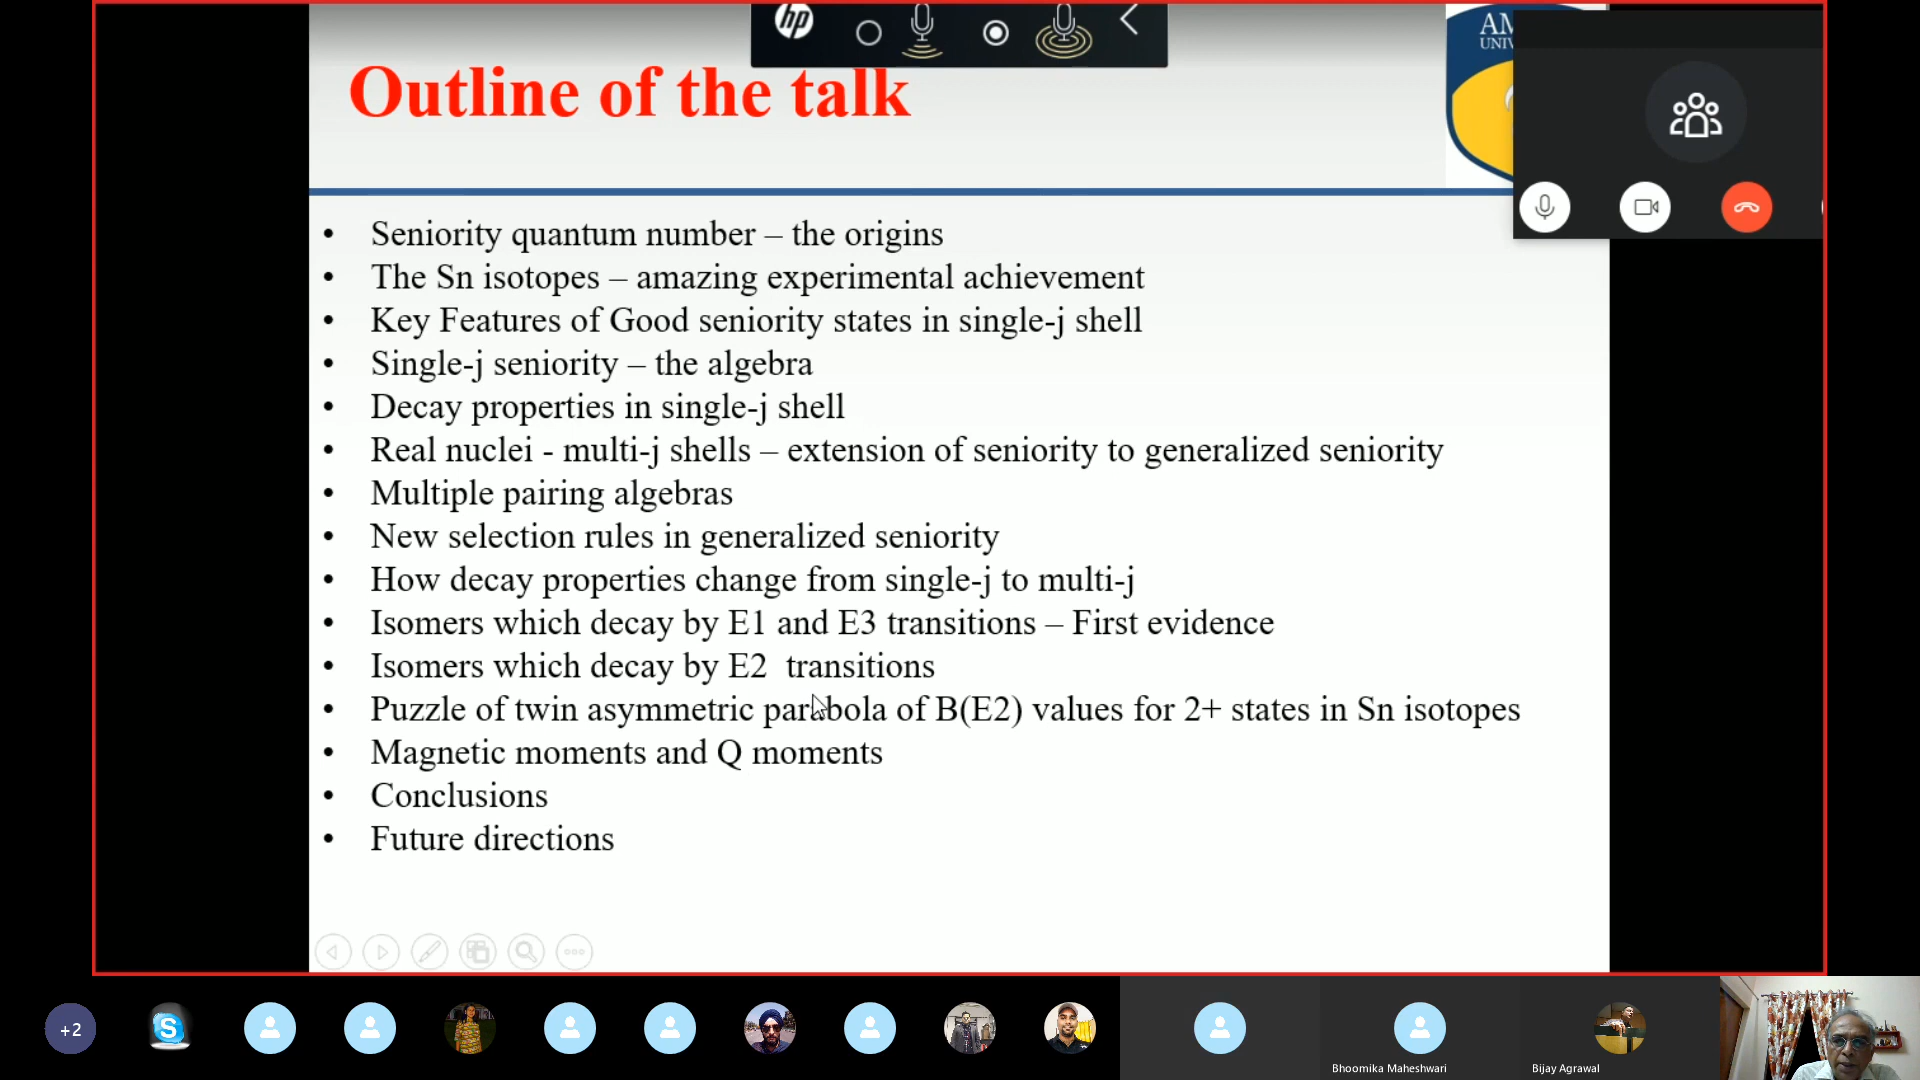 hp
Outline of the talk
• Seniority quantum number – the origins
• The Sn isotopes – amazing experimental achievement
• Key Features of Good seniority states in single-j shell
• Single-j seniority – the algebra
• Decay properties in single-j shell
• Real nuclei - multi-j shells – extension of seniority to generalized seniority
• Multiple pairing algebras
• New selection rules in generalized seniority
• How decay properties change from single-j to multi-j
• Isomers which decay by E1 and E3 transitions – First evidence
• Isomers which decay by E2 transitions
• Puzzle of twin asymmetric parabola of B(E2) values for 2+ states in Sn isotopes
• Magnetic moments and Q moments
• Conclusions
• Future directions
+2
S
Bhoomika Maheshwari
Bijay Agrawal